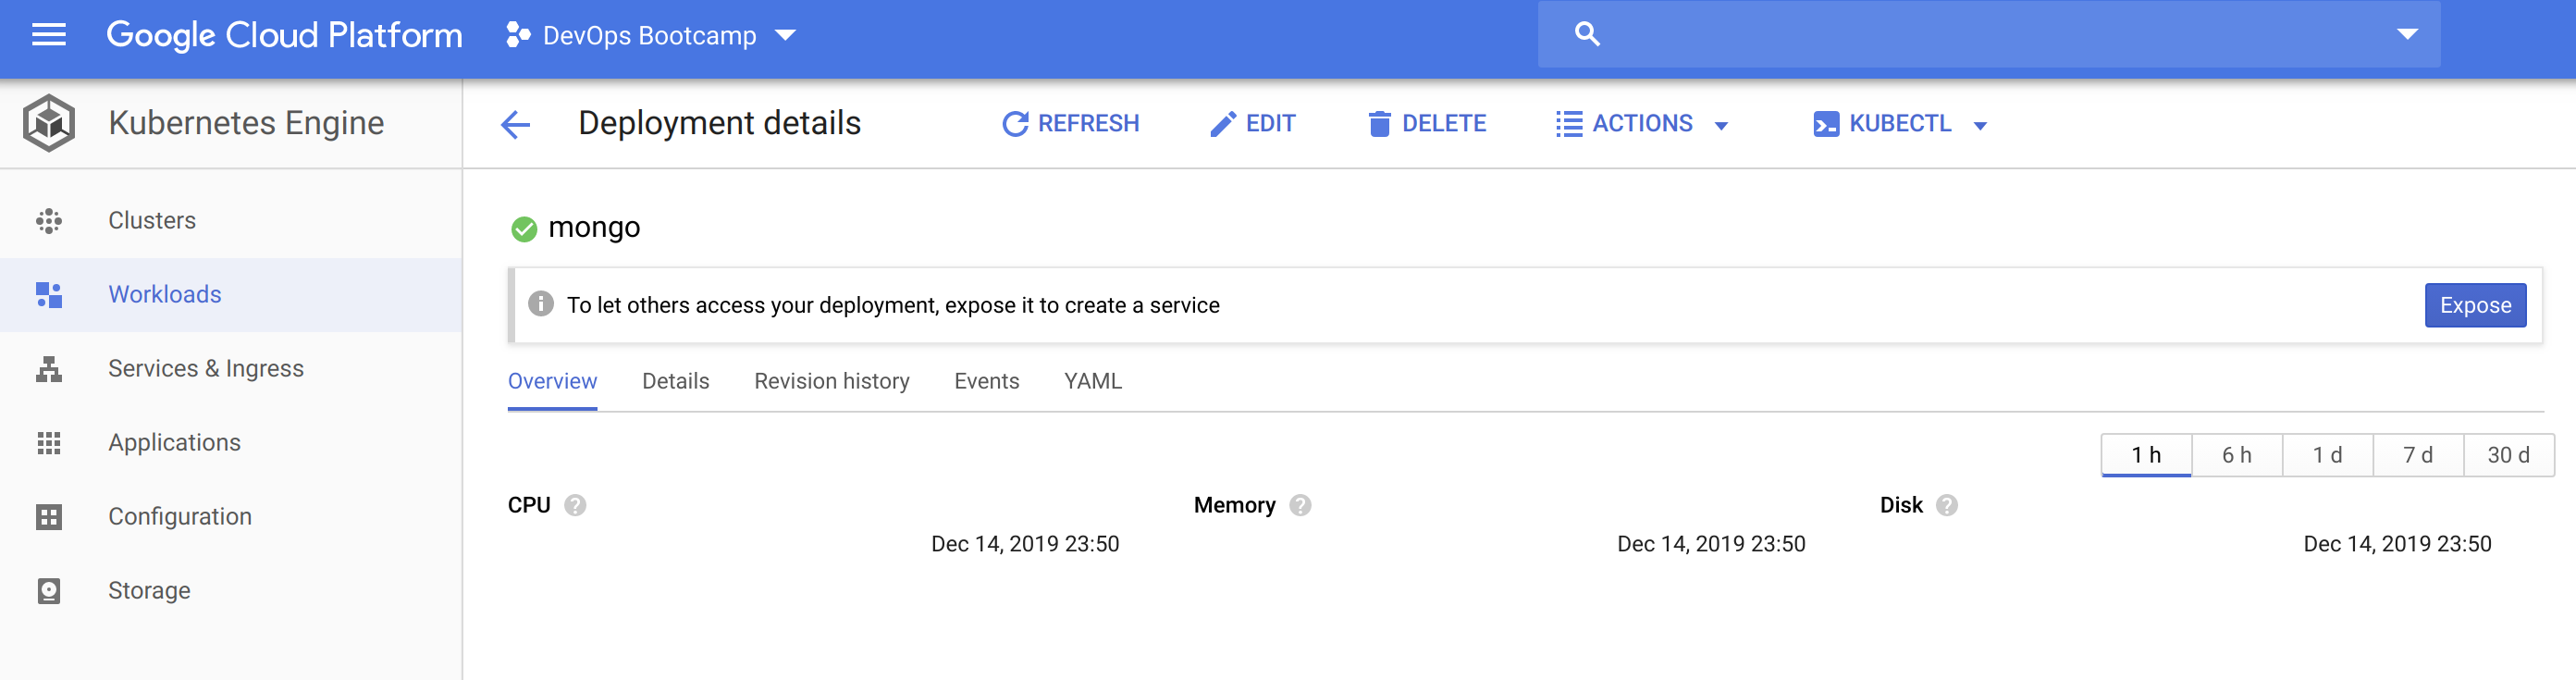 Google Cloud Platform DevOps Bootcamp
Kubernetes Engine
Deployment details REFRESH EDIT DELETE ACTIONS KUBECTL
Clusters
Workloads
Services & Ingress
Applications
Configuration
Storage
mongo
To let others access your deployment, expose it to create a service Expose
Overview Details Revision history Events YAML
1 h 6 h 1 d 7 d 30 d
CPU Memory Disk
Dec 14, 2019 23:50 Dec 14, 2019 23:50 Dec 14, 2019 23:50